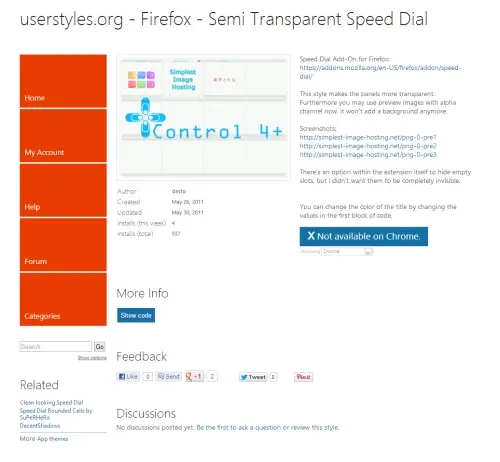 userstyles.org - Firefox - Semi Transparent Speed Dial
Home
My Account
Help
Forum
Categories
Search
Go
Show options
Related
Clean looking Speed Dial
Speed Dial Rounded Cells by
SuPeRHeRo
DecentShadows
More App themes
Simplest
Image
Hosting
Control 4+
Author desto
Created May 26, 2011
Updated May 30, 2011
Installs (this week) 4
Installs (total) 937
Speed Dial Add-On for Firefox:
https://addons.mozilla.org/en-US/firefox/addon/speed-
dial/
This style makes the panels more transparent.
Furthermore you may use preview images with alpha
channel now, it won't add a background anymore.
Screenshots:
http://simplest-image-hosting.net/png-0-pre1
http://simplest-image-hosting.net/png-0-pre2
http://simplest-image-hosting.net/png-0-pre3
There's an option within the extension itself to hide empty
slots, but i didn't want them to be completely invisible.
You can change the color of the title by changing the
values in the first block of code.
X Not available on Chrome.
Chrome
More Info
Show code
Feedback
Like 0
Send
+1 2
Tweet 0
Pin it
Discussions
No discussions posted yet. Be the first to ask a question or review this style.